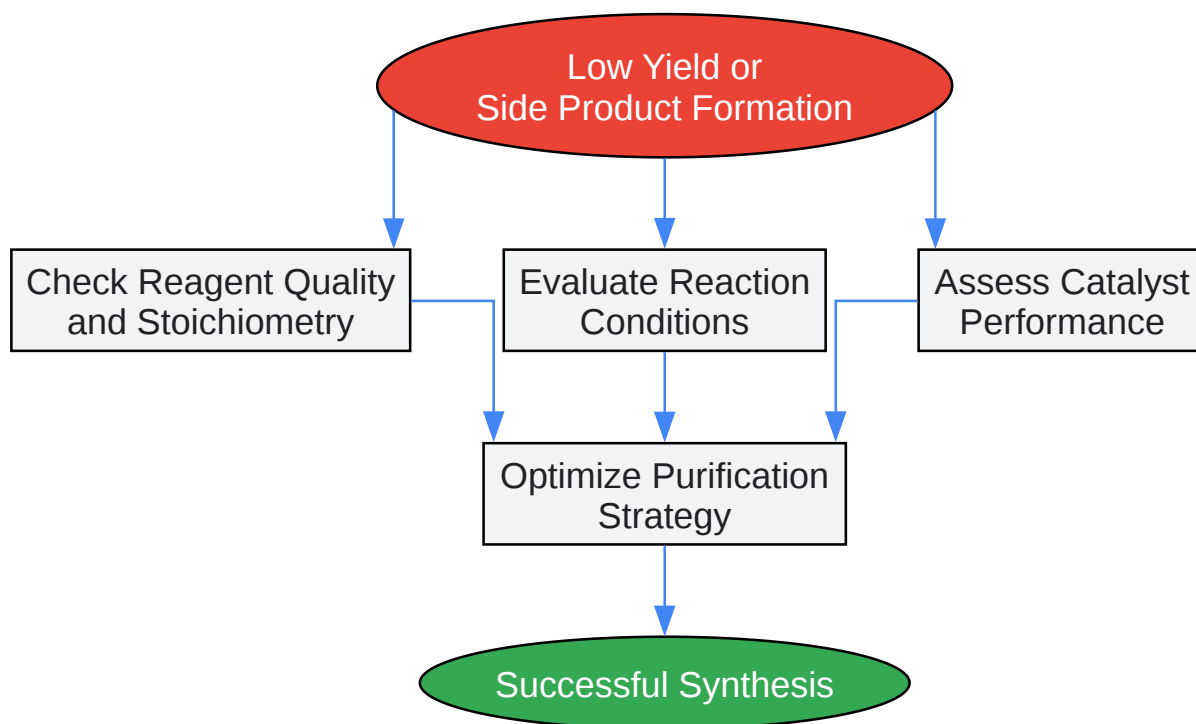 Low Yield or
Side Product Formation
Check Reagent Quality
and Stoichiometry
Evaluate Reaction
Conditions
Assess Catalyst
Performance
Optimize Purification
Strategy
Successful Synthesis